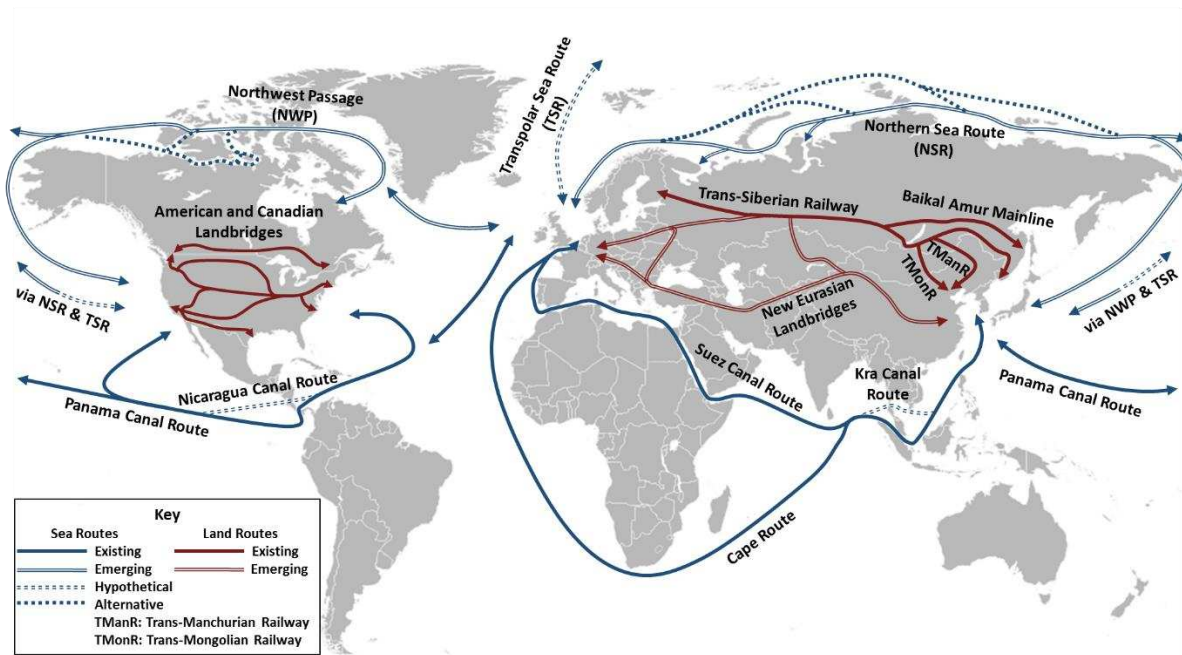 Northwest Passage
(NWP)
Transpolar Sea Route
(TSR)
Northern Sea Route
(NSR)
American and Canadian
Landbridges
Trans-Siberian Railway
Baikal Amur Mainline
TManR
TMonR
via NSR & TSR
New Eurasian
Landbridges
via NWP & TSR
Nicaragua Canal Route
Panama Canal Route
Suez Canal Route
Kra Canal
Route
Panama Canal Route
Cape Route
Key
Sea Routes
Land Routes
Existing
Existing
Emerging
Emerging
Hypothetical
Alternative
TManR: Trans-Manchurian Railway
TMonR: Trans-Mongolian Railway